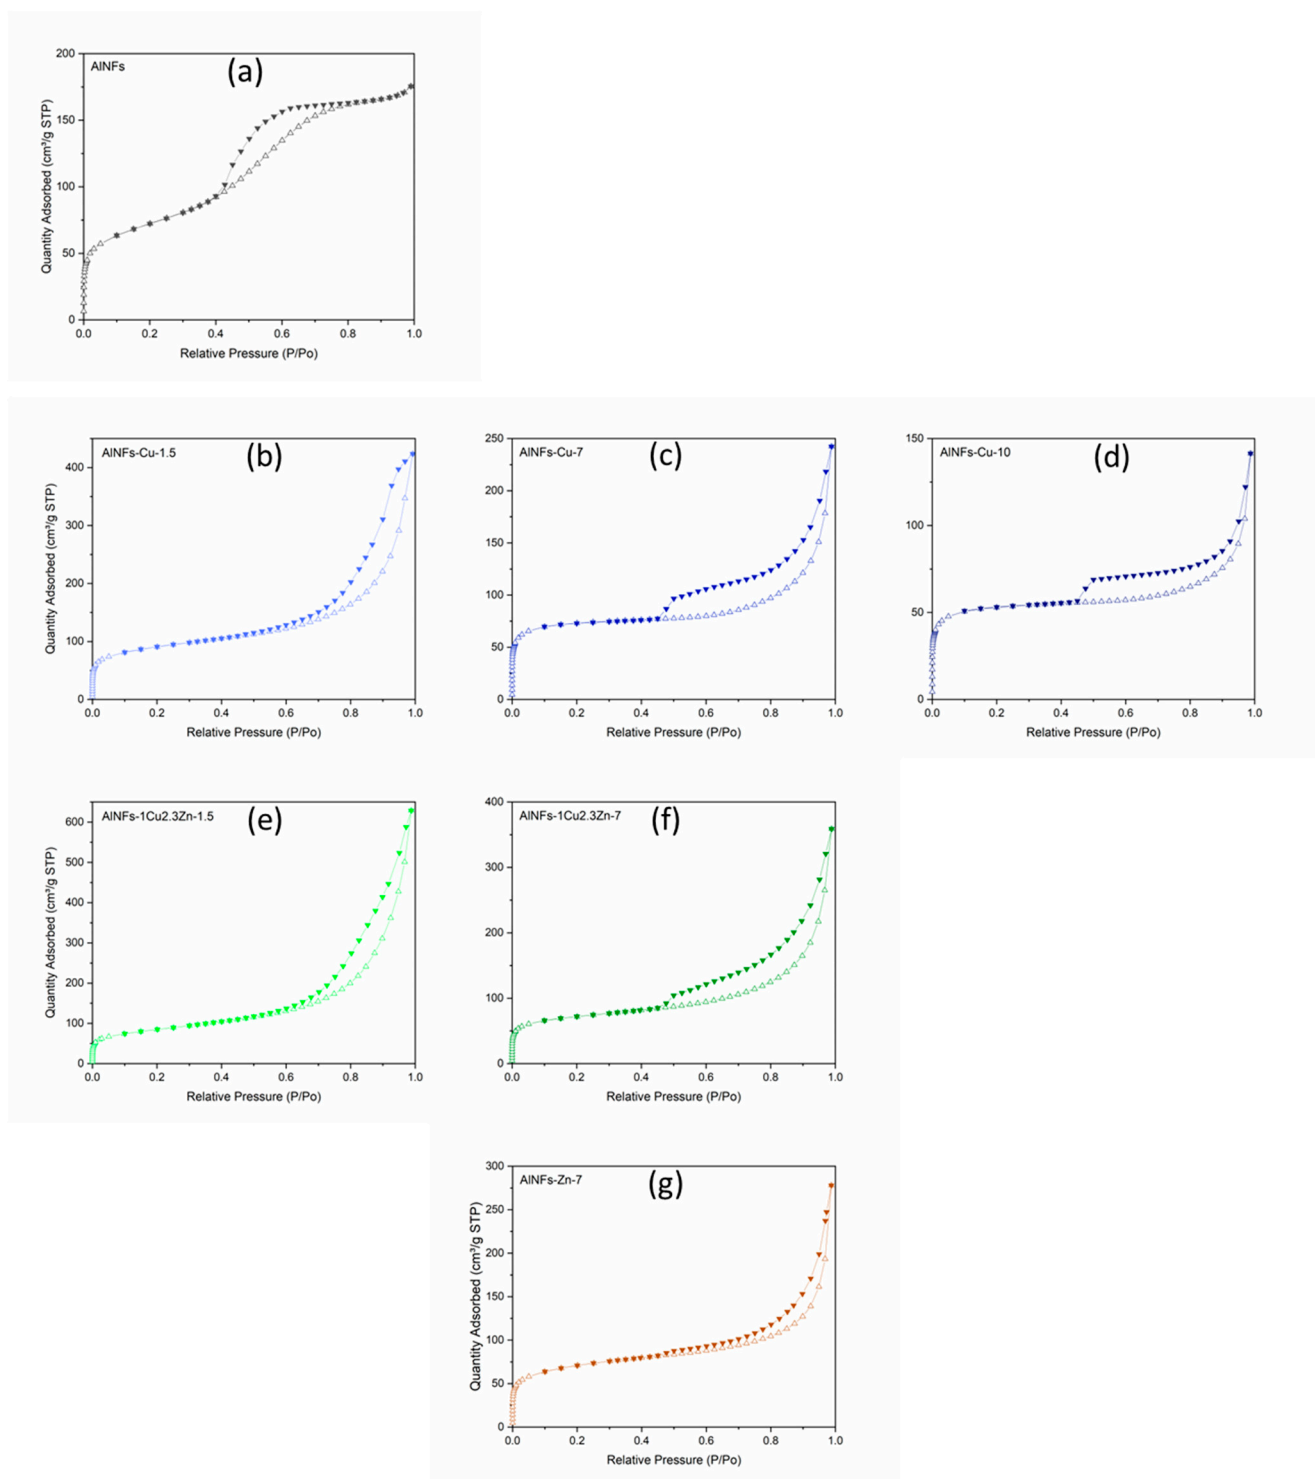 AlNFs
(a)
200
150
100
50
0
0.0 0.2 0.4 0.6 0.8 1.0
Quantity Adsorbed (cm³/g STP)
Relative Pressure (P/Po)
AlNFs-Cu-1.5
(b)
400
300
200
100
0
0.0 0.2 0.4 0.6 0.8 1.0
Quantity Adsorbed (cm³/g STP)
Relative Pressure (P/Po)
AlNFs-Cu-7
(c)
250
200
150
100
50
0
0.0 0.2 0.4 0.6 0.8 1.0
Relative Pressure (P/Po)
AlNFs-Cu-10
(d)
150
100
50
0
0.0 0.2 0.4 0.6 0.8 1.0
Relative Pressure (P/Po)
AlNFs-1Cu2.3Zn-1.5
(e)
600
500
400
300
200
100
0
0.0 0.2 0.4 0.6 0.8 1.0
Quantity Adsorbed (cm³/g STP)
Relative Pressure (P/Po)
AlNFs-1Cu2.3Zn-7
(f)
400
300
200
100
0
0.0 0.2 0.4 0.6 0.8 1.0
Relative Pressure (P/Po)
AlNFs-Zn-7
(g)
300
250
200
150
100
50
0
0.0 0.2 0.4 0.6 0.8 1.0
Quantity Adsorbed (cm³/g STP)
Relative Pressure (P/Po)